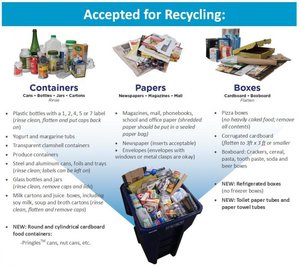 Accepted for Recycling:
Containers
Cans • Bottles • Jars • Cartons
Rinse
• Plastic bottles with a 1, 2, 4, 5 or 7 label
(rinse clean, flatten and put caps back
on)
• Yogurt and margarine tubs
• Transparent clamshell containers
• Produce containers
• Steel and aluminum cans, foils and trays
(rinse clean; labels can be left on)
• Glass bottles and jars
(rinse clean, remove caps and lids)
• Milk cartons and juice boxes, including
soy milk, soup and broth cartons (rinse
clean, flatten and remove caps)
• NEW: Round and cylindrical cardboard
food containers:
-Pringles™ cans, nut cans, etc.
Papers
Newspapers • Magazines • Mail
• Magazines, mail, phonebooks,
school and office paper (shredded
paper should be put in a sealed
paper bag)
• Newspaper (inserts acceptable)
• Envelopes (envelopes with
windows or metal clasps are okay)
Boxes
Cardboard • Boxboard
Flatten
• Pizza boxes
(no heavily caked food; remove
all contents)
• Corrugated cardboard
(flatten to 3ft x 3 ft or smaller
• Boxboard: Crackers, cereal,
pasta, tooth paste, soda and
beer boxes
• NEW: Refrigerated boxes
(no freezer boxes)
• NEW: Toilet paper tubes and
paper towel tubes